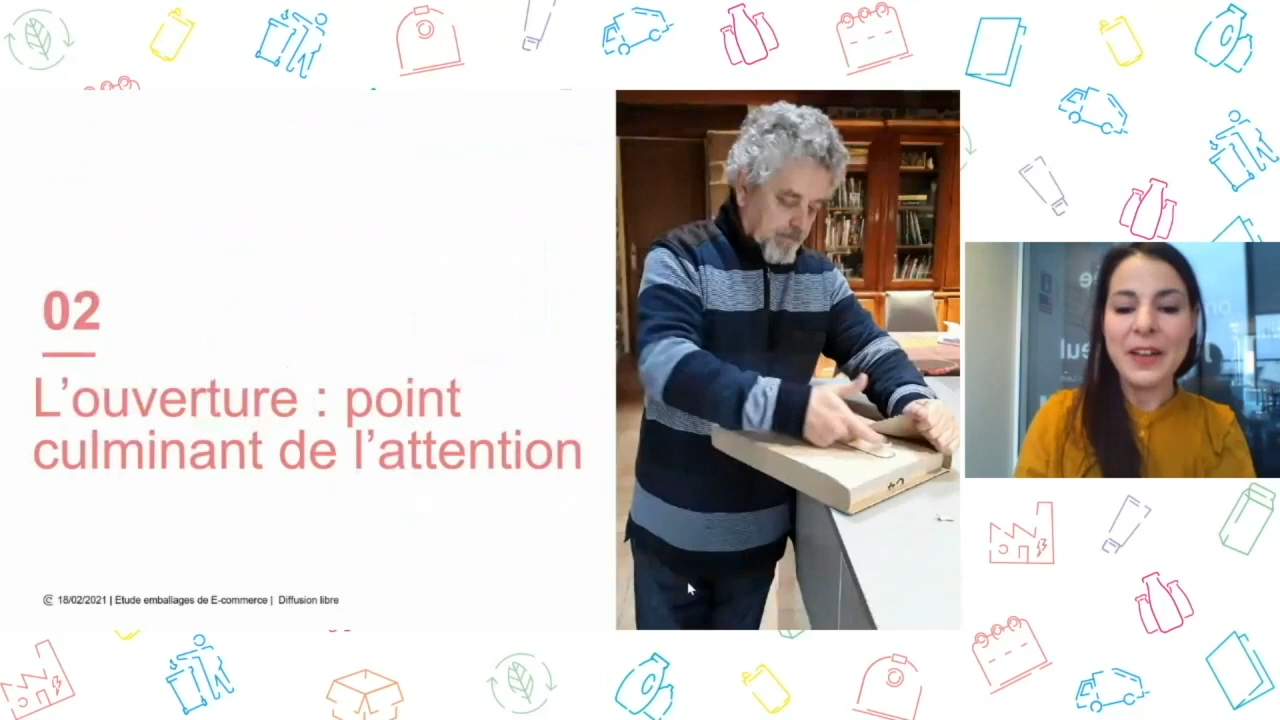 02
L’ouverture : point
culminant de l’attention
18/02/2021 | Etude emballages de E-commerce | Diffusion libre